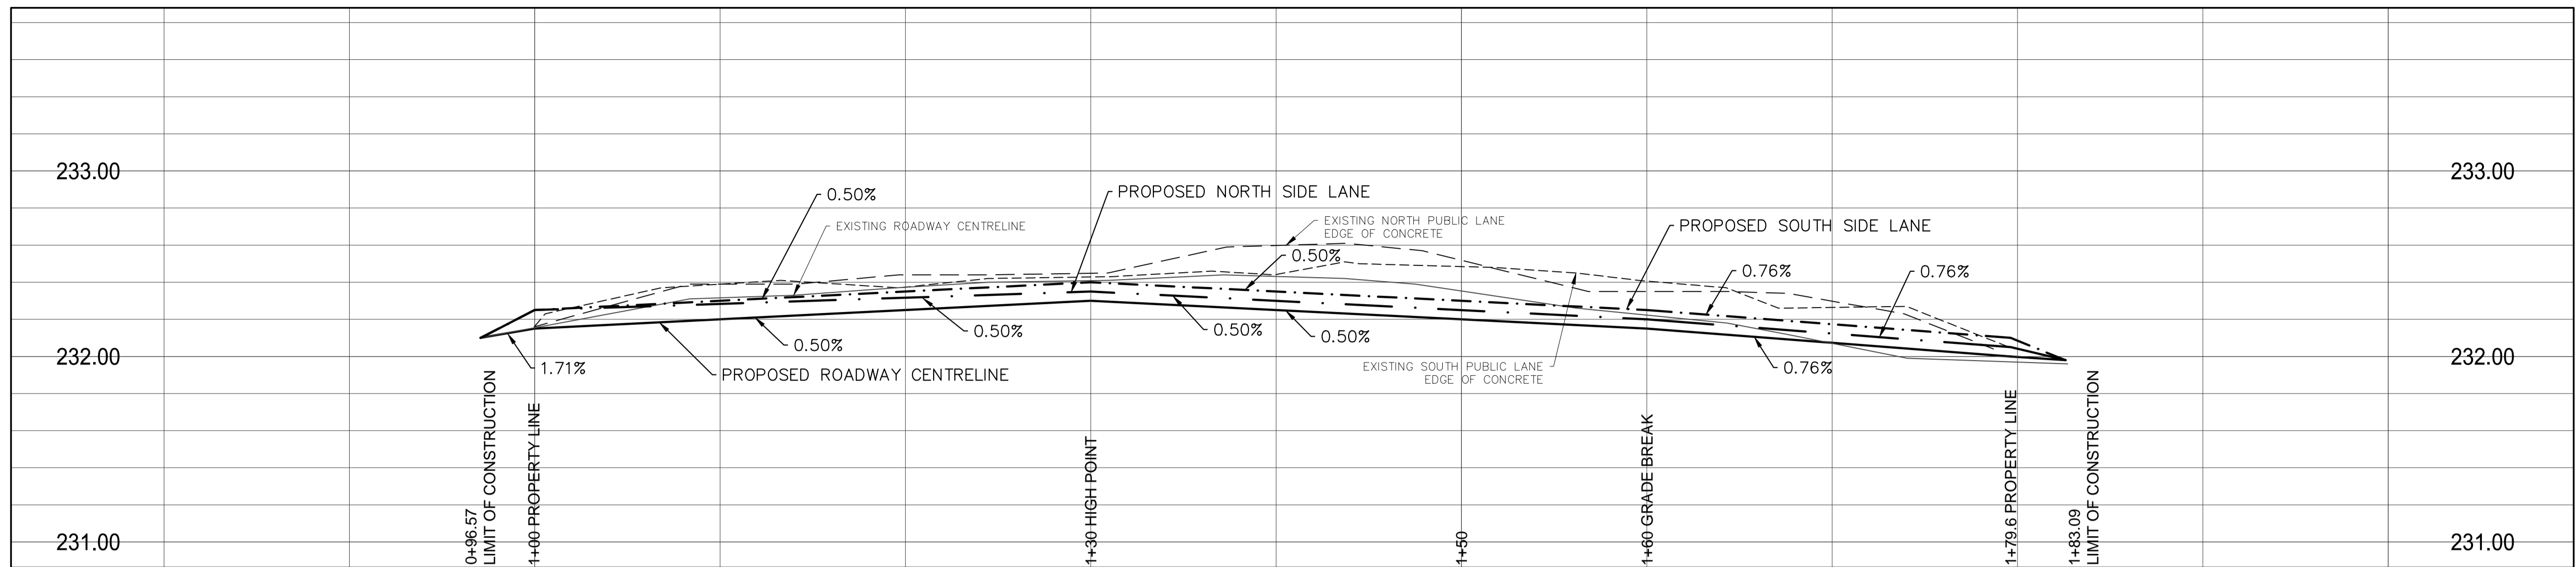 233.00
233.00
0.50%
PROPOSED NORTH SIDE LANE
EXISTING ROADWAY CENTRELINE
EXISTING NORTH PUBLIC LANE
EDGE OF CONCRETE
PROPOSED SOUTH SIDE LANE
0.50%
0.76%
0.76%
0.50%
0.50%
0.50%
0.50%
232.00
232.00
1.71%
PROPOSED ROADWAY CENTRELINE
EXISTING SOUTH PUBLIC LANE
EDGE OF CONCRETE
0.76%
0+96.57
LIMIT OF CONSTRUCTION
1+00 PROPERTY LINE
1+30 HIGH POINT
1+50
1+60 GRADE BREAK
1+79.6 PROPERTY LINE
1+83.09
LIMIT OF CONSTRUCTION
231.00
231.00